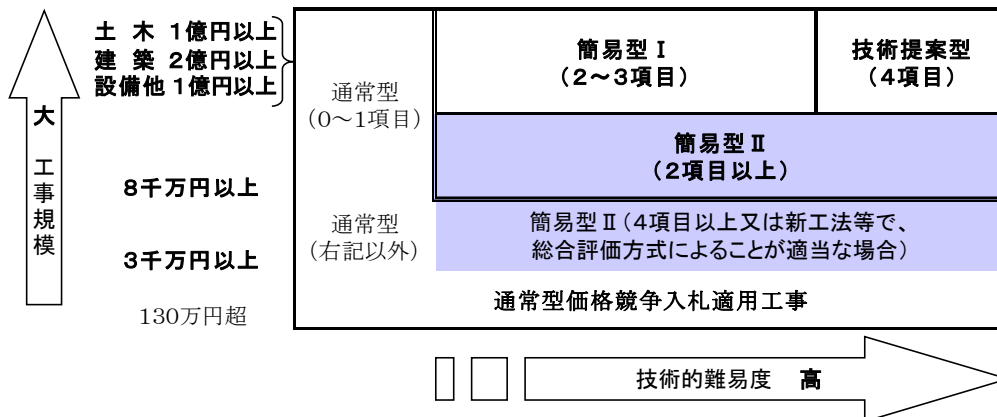 土　木　１億円以上
建　築　２億円以上
設備他 １億円以上
８千万円以上
３千万円以上
130万円超
大　工事規模
通常型
（0～1項目）
簡易型Ⅰ
（２～３項目）
技術提案型
（４項目）
簡易型Ⅱ
（２項目以上）
通常型
（右記以外）
簡易型Ⅱ（４項目以上又は新工法等で、
総合評価方式によることが適当な場合）
通常型価格競争入札適用工事
技術的難易度　高